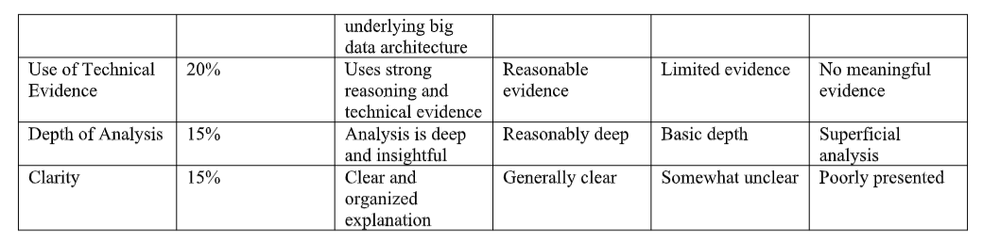 underlying big
data architecture
Use of Technical Evidence 20% Uses strong reasoning and technical evidence Reasonable evidence Limited evidence No meaningful evidence
Depth of Analysis 15% Analysis is deep and insightful Reasonably deep Basic depth Superficial analysis
Clarity 15% Clear and organized explanation Generally clear Somewhat unclear Poorly presented